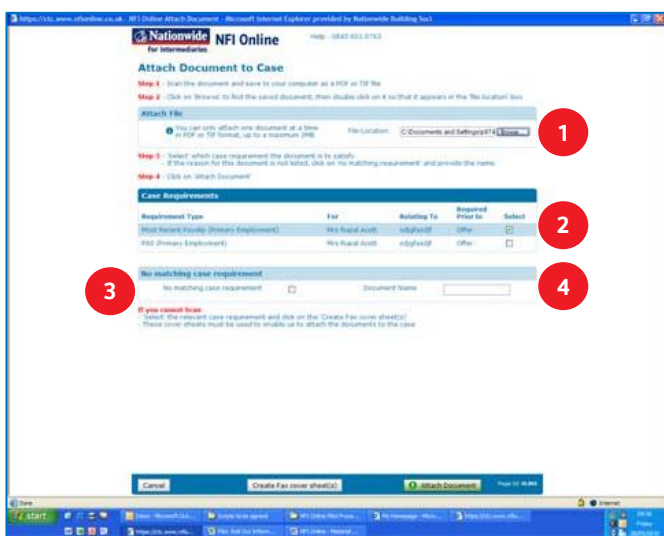 NFI Online Attach Document - Microsoft Internet Explorer provided by Nationwide Building Soci
Nationwide
For Intermediaries
NFI Online
Help - 0845 601 0763
Attach Document to Case
Step 1 - Scan the document and save to your computer as a PDF or TIF file
Step 2 - Click on 'Browse' to find the saved document, then double click on it so that it appears in the 'file location' box
Attach File
You can only attach one document at a time
in PDF or TIF format, up to a maximum 2MB
File Location
Browse...
1
Step 3 - 'Select' which case requirement the document is to satisfy
- If the reason for this document is not listed, click on 'no matching requirement' and provide the name
Step 4 - Click on 'Attach Document'
Case Requirements
Requirement Type For Relating To Required Prior to Select
Most Recent Payslip (Primary Employment) Mrs Rupal Acott Offer
2
P60 (Primary Employment) Mrs Rupal Acott Offer
No matching case requirement
3
No matching case requirement Document Name
4
If you cannot Scan
- 'Select' the relevant case requirement and click on the 'Create Fax cover sheet(s)'
- These cover sheets must be used to enable us to attach the documents to the case
Cancel Create Fax cover sheet(s) Attach Document
Done Internet
start